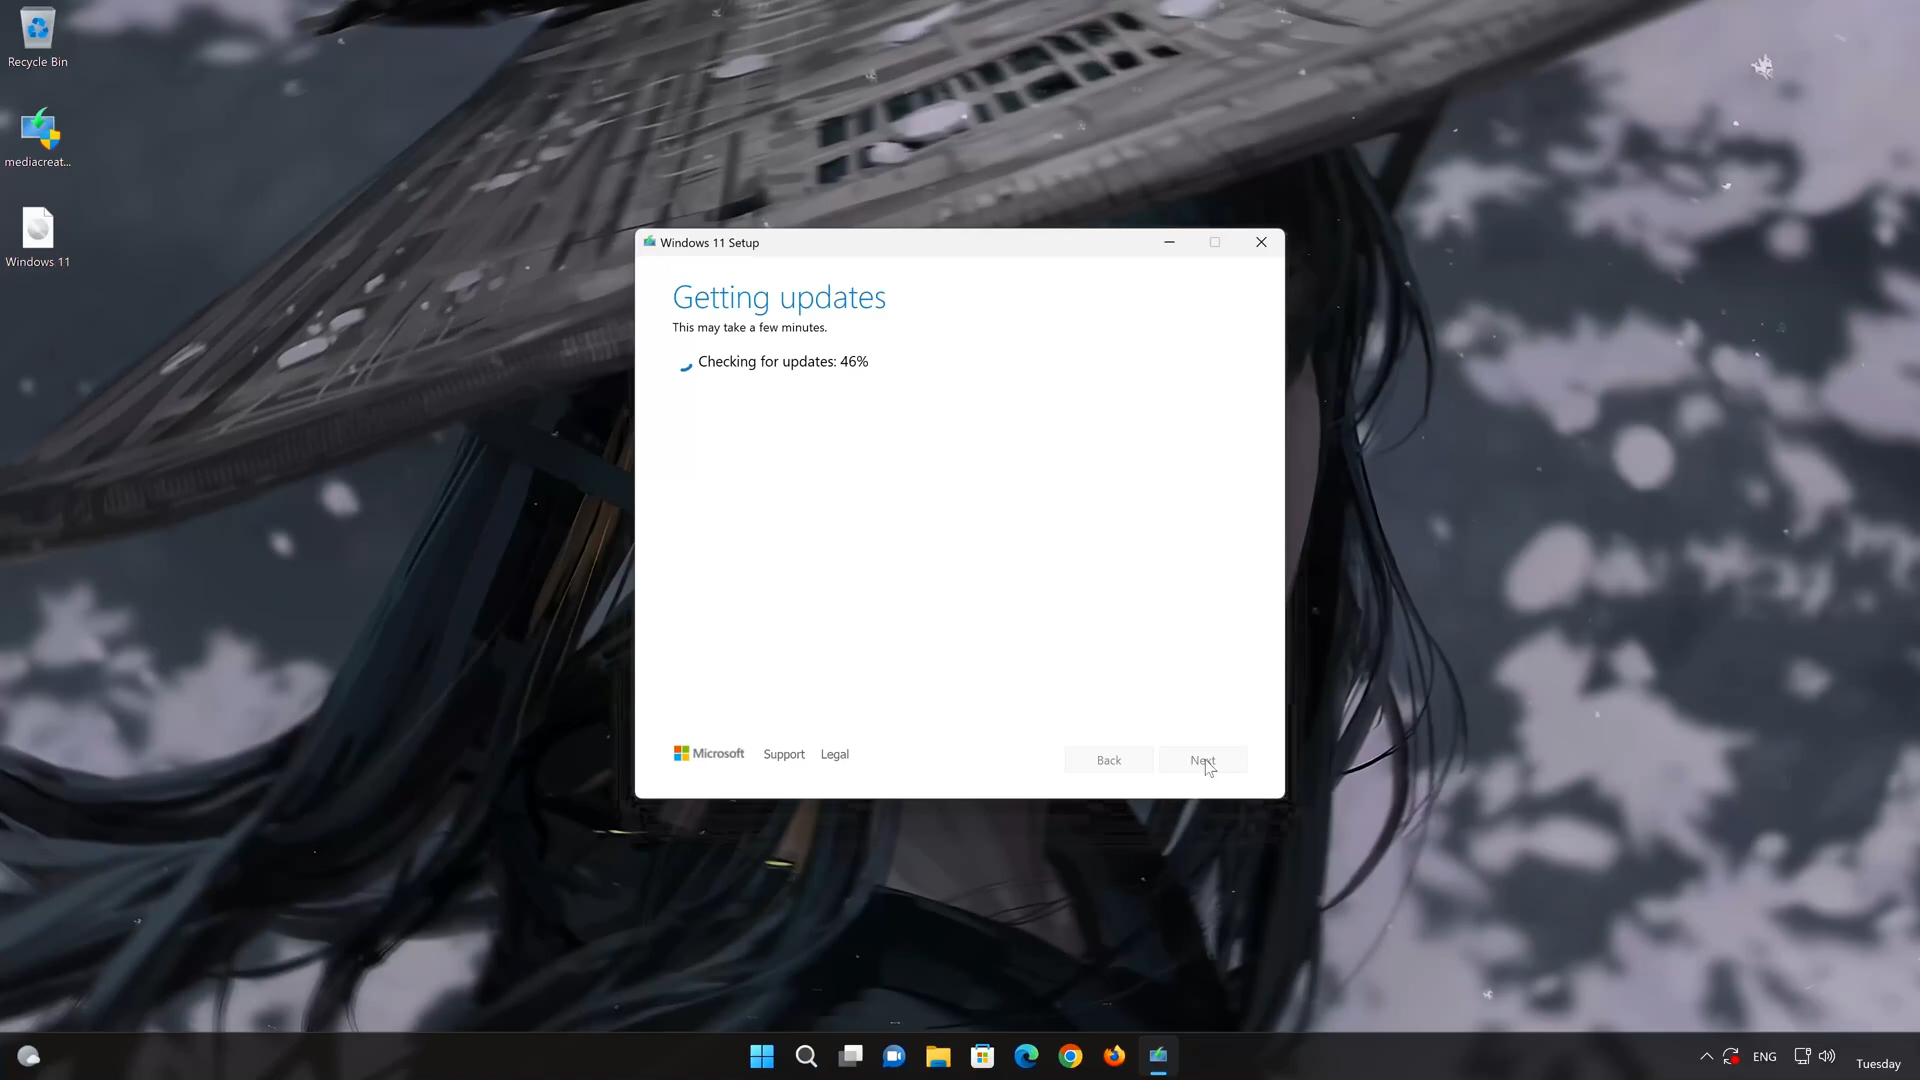 Recycle Bin
mediacreat...
Windows 11
Windows 11 Setup
Getting updates
This may take a few minutes.
Checking for updates: 46%
Microsoft
Support
Legal
Back
Next
ENG
Tuesday